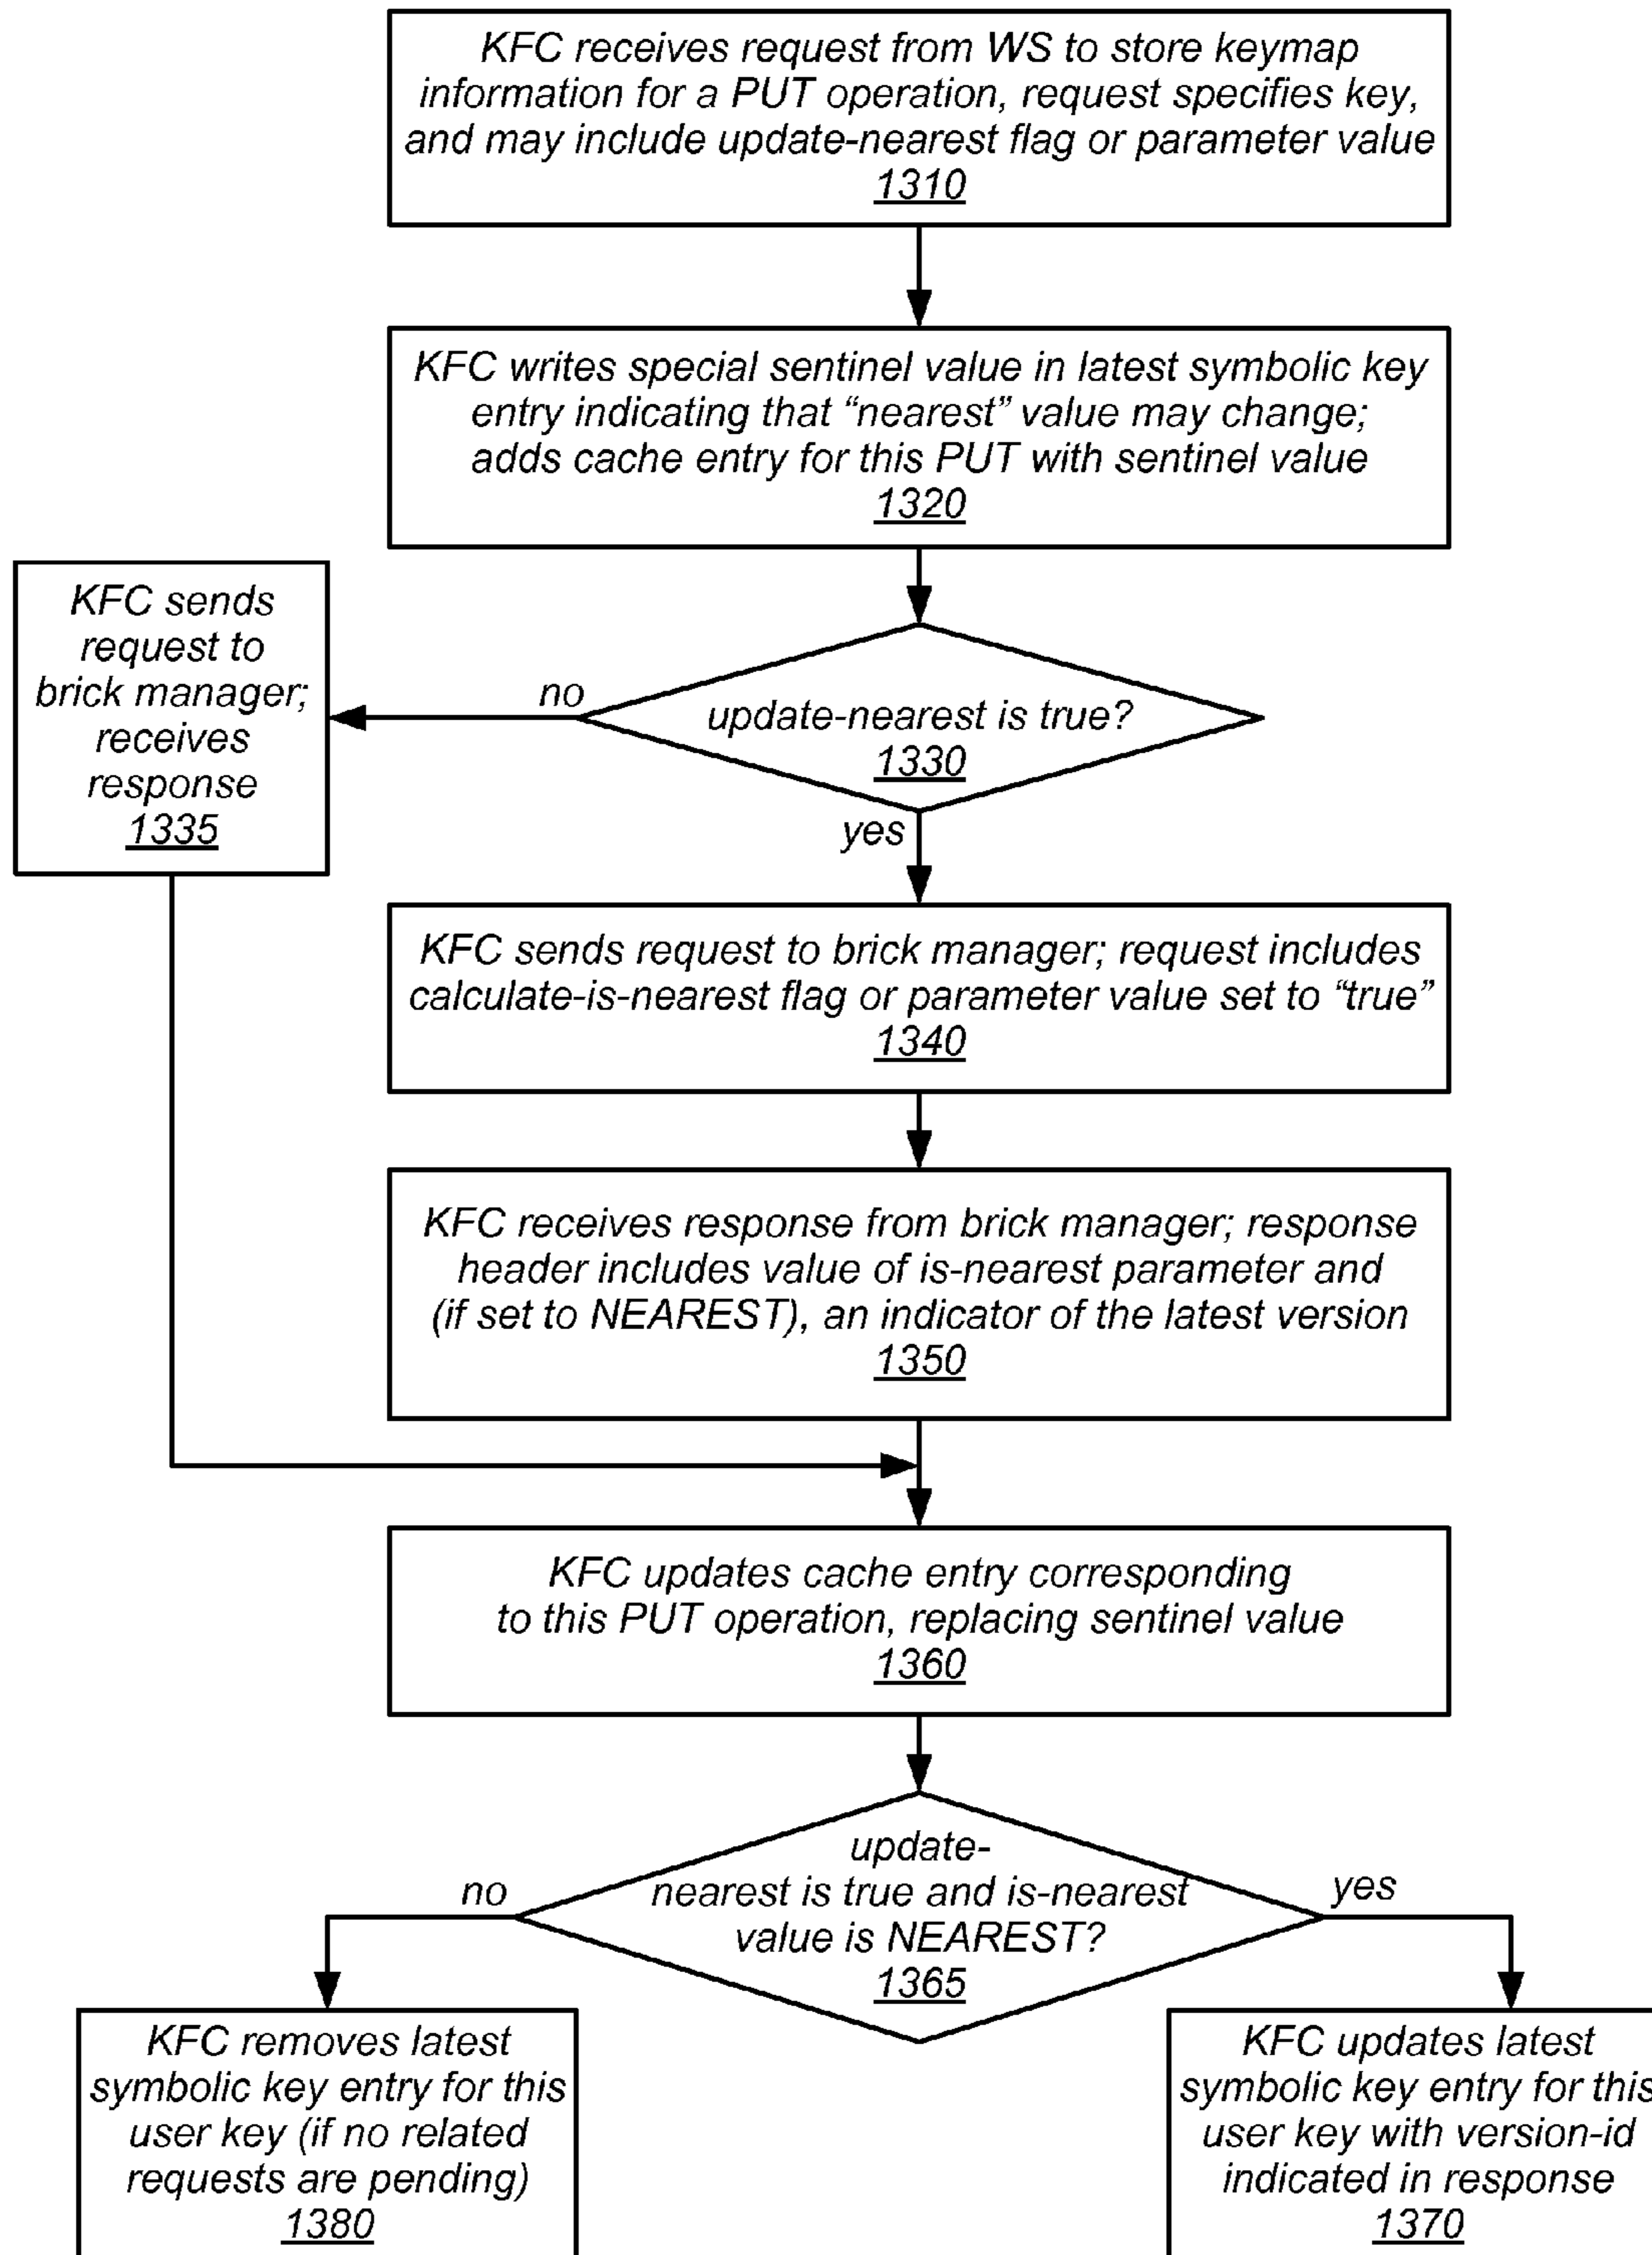 KFC receives request from WS to store keymap
information for a PUT operation, request specifies key,
and may include update-nearest flag or parameter value
1310
KFC writes special sentinel value in latest symbolic key
entry indicating that “nearest” value may change;
adds cache entry for this PUT with sentinel value
1320
KFC sends
request to
brick manager;
receives
response
1335
no
update-nearest is true?
1330
yes
KFC sends request to brick manager; request includes
calculate-is-nearest flag or parameter value set to “true”
1340
KFC receives response from brick manager; response
header includes value of is-nearest parameter and
(if set to NEAREST), an indicator of the latest version
1350
KFC updates cache entry corresponding
to this PUT operation, replacing sentinel value
1360
update-
nearest is true and is-nearest
value is NEAREST?
1365
no
yes
KFC removes latest
symbolic key entry for this
user key (if no related
requests are pending)
1380
KFC updates latest
symbolic key entry for this
user key with version-id
indicated in response
1370